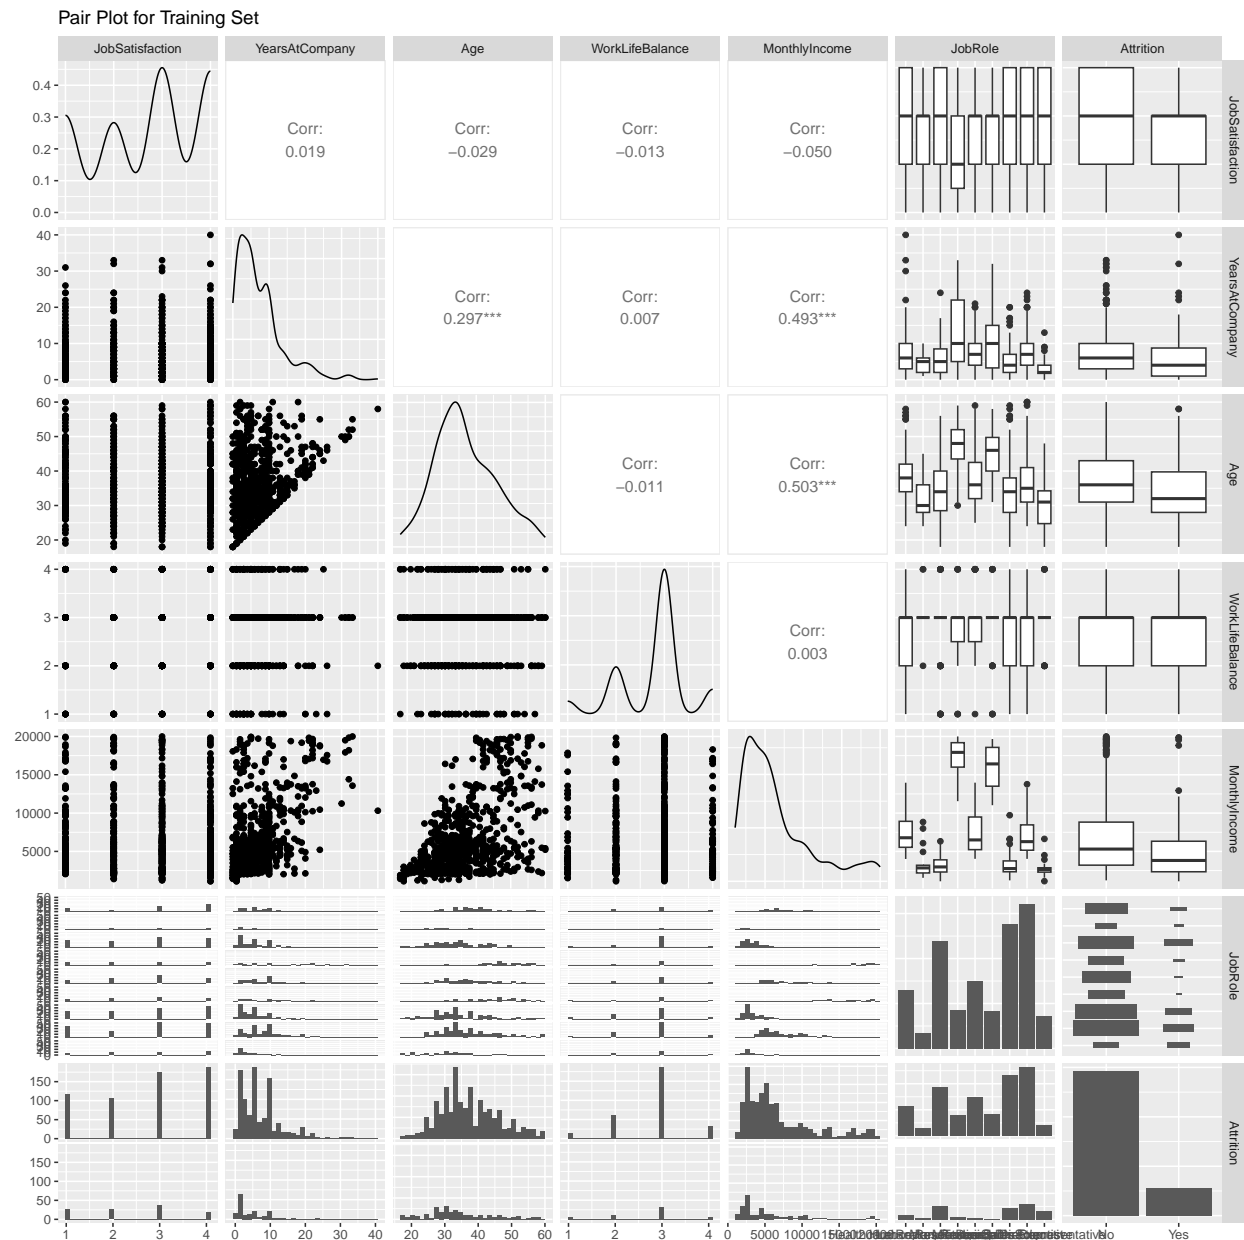 Pair Plot for Training Set
JobSatisfaction YearsAtCompany Age WorkLifeBalance MonthlyIncome JobRole Attrition
0.4
0.3
0.2
0.1
0.0
Corr:
0.019
Corr:
−0.029
Corr:
−0.013
Corr:
−0.050
JobSatisfaction
40
30
20
10
0
Corr:
0.297***
Corr:
0.007
Corr:
0.493***
YearsAtCompany
60
50
40
30
20
Corr:
−0.011
Corr:
0.503***
Age
4
3
2
1
Corr:
0.003
WorkLifeBalance
20000
15000
10000
5000
MonthlyIncome
50
JobRole
150
100
50
0
150
100
50
0
Attrition
1 2 3 4
0 10 20 30 40
20 30 40 50 60
1 2 3 4
0 5000 10000
No Yes